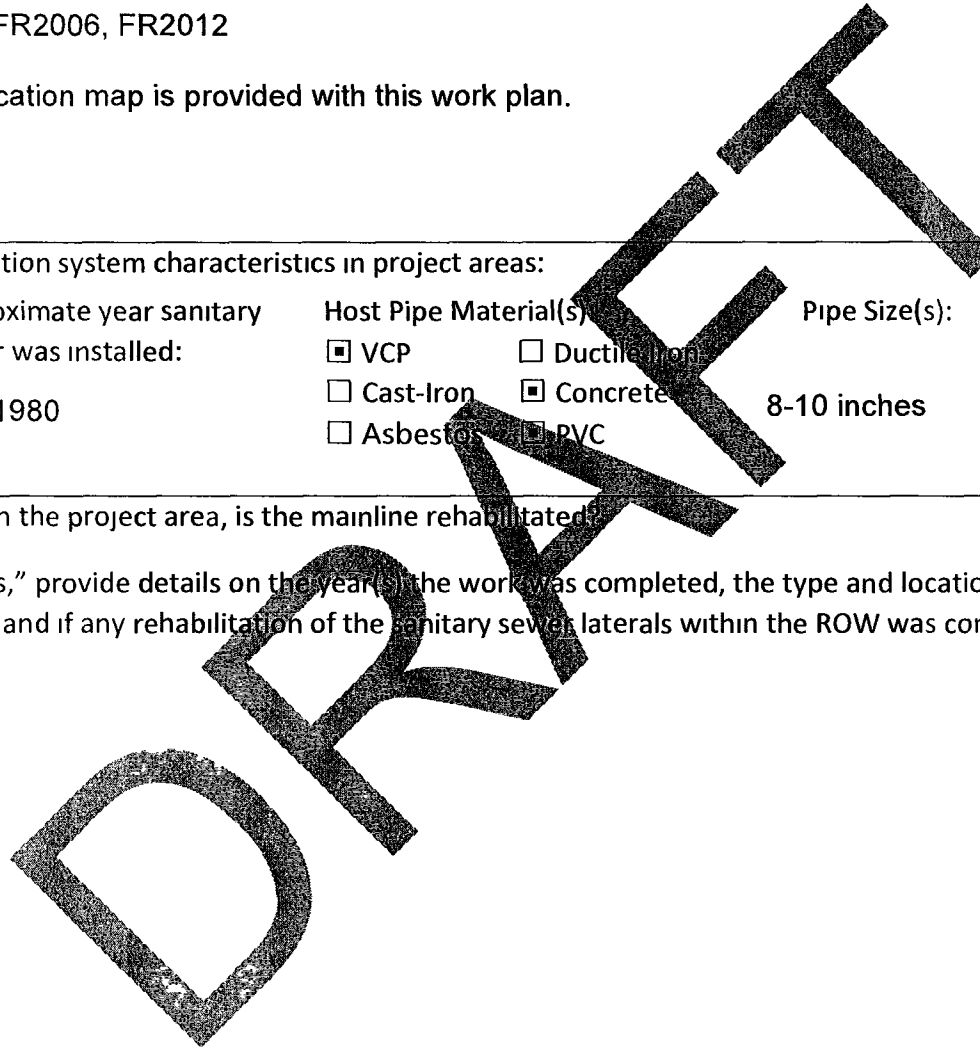 FR2006, FR2012
cation map is provided with this work plan.
tion system characteristics in project areas:
oximate year sanitary Host Pipe Material(s) Pipe Size(s):
r was installed: ▣ VCP ☐ Ductile Iron
1980 ☐ Cast-Iron ▣ Concrete 8-10 inches
☐ Asbestos ▣ PVC
n the project area, is the mainline rehabilitated?
s,” provide details on the year(s) the work was completed, the type and locatio
and if any rehabilitation of the sanitary sewer laterals within the ROW was con
DRAFT